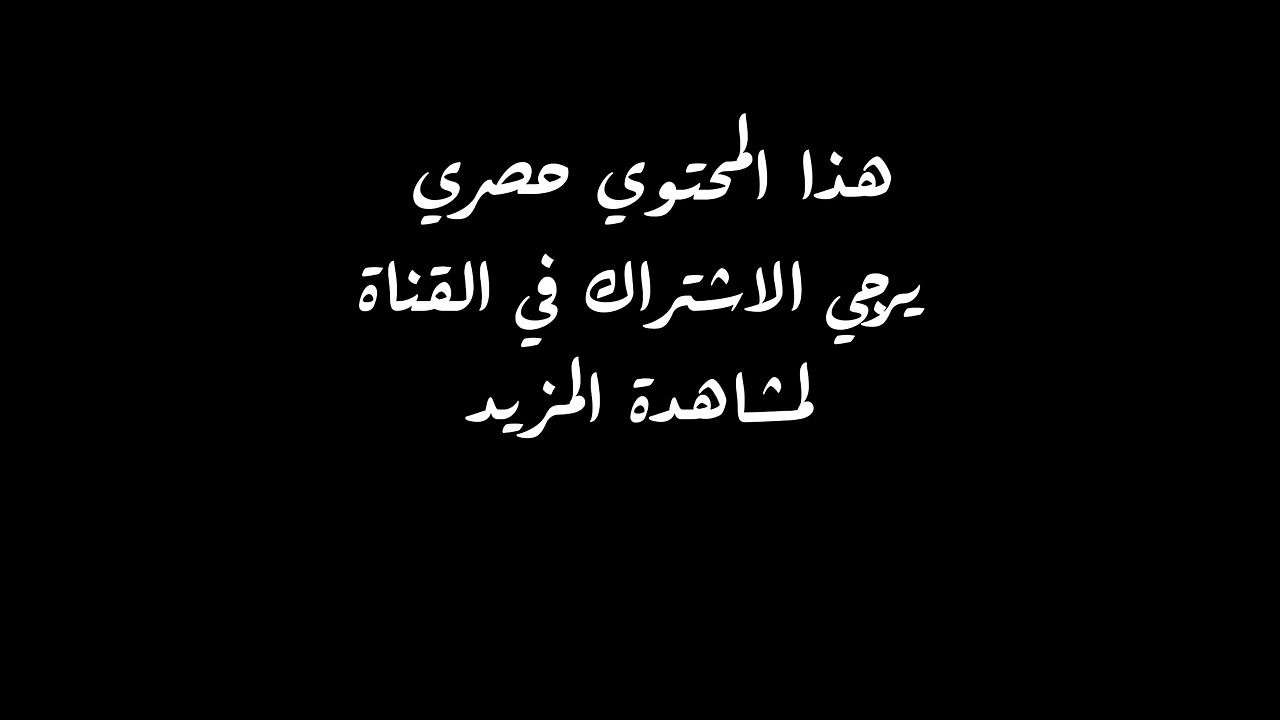 هذا المحتوي حصري
يرجي الاشتراك في القناة
لمشاهدة المزيد